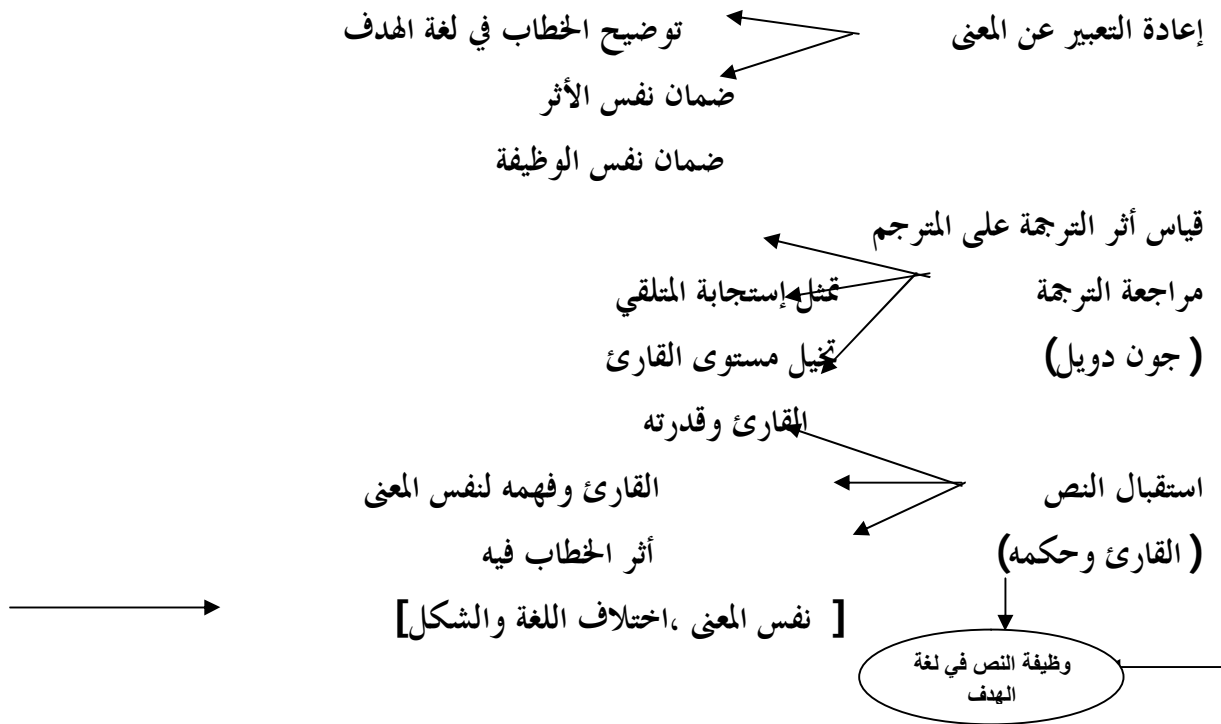 إعادة التعبير عن المعنى توضيح الخطاب في لغة الهدف
ضمان نفس الأثر
ضمان نفس الوظيفة
قياس أثر الترجمة على المترجم
مراجعة الترجمة تمثل إستجابة المتلقي
( جون دويل) تخيل مستوى القارئ
القارئ وقدرته
استقبال النص القارئ وفهمه لنفس المعنى
( القارئ وحكمه) أثر الخطاب فيه
[ نفس المعنى ،اختلاف اللغة والشكل]
وظيفة النص في لغة
الهدف